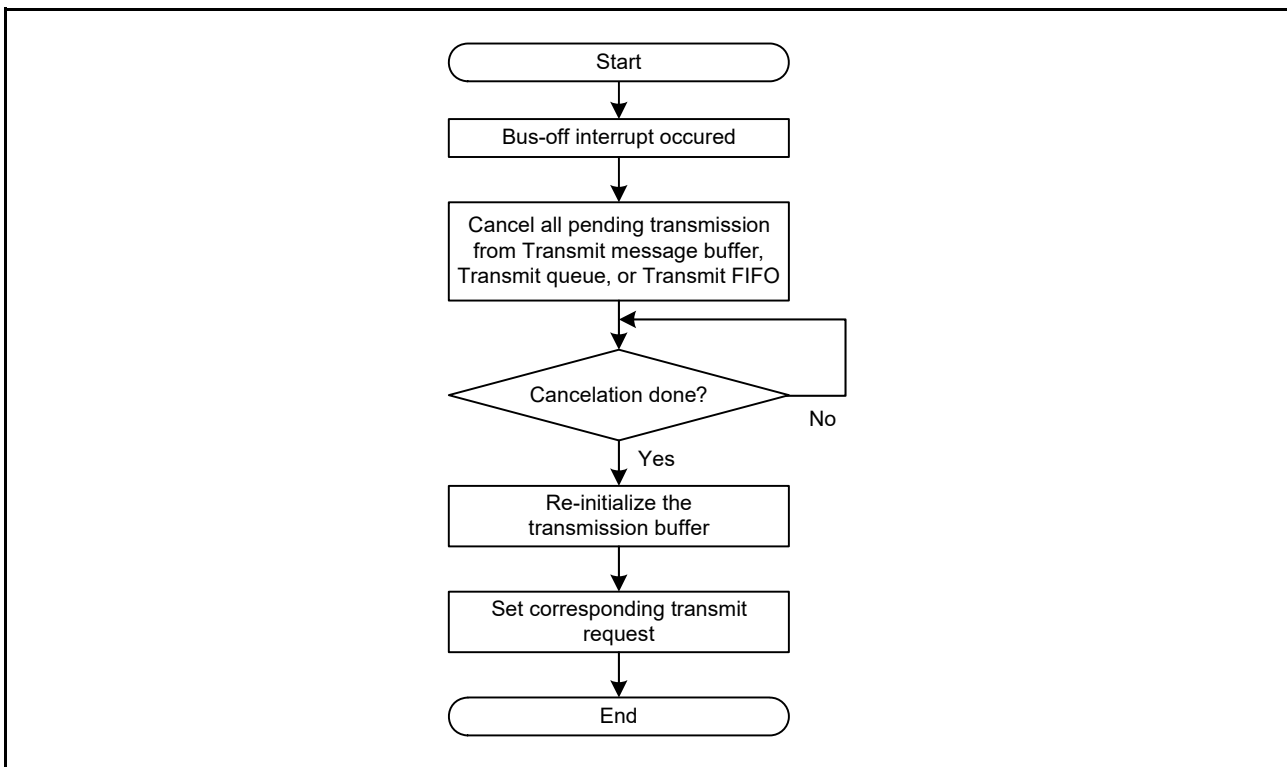 Start
Bus-off interrupt occured
Cancel all pending transmission
from Transmit message buffer,
Transmit queue, or Transmit FIFO
Cancelation done?
No
Yes
Re-initialize the
transmission buffer
Set corresponding transmit
request
End